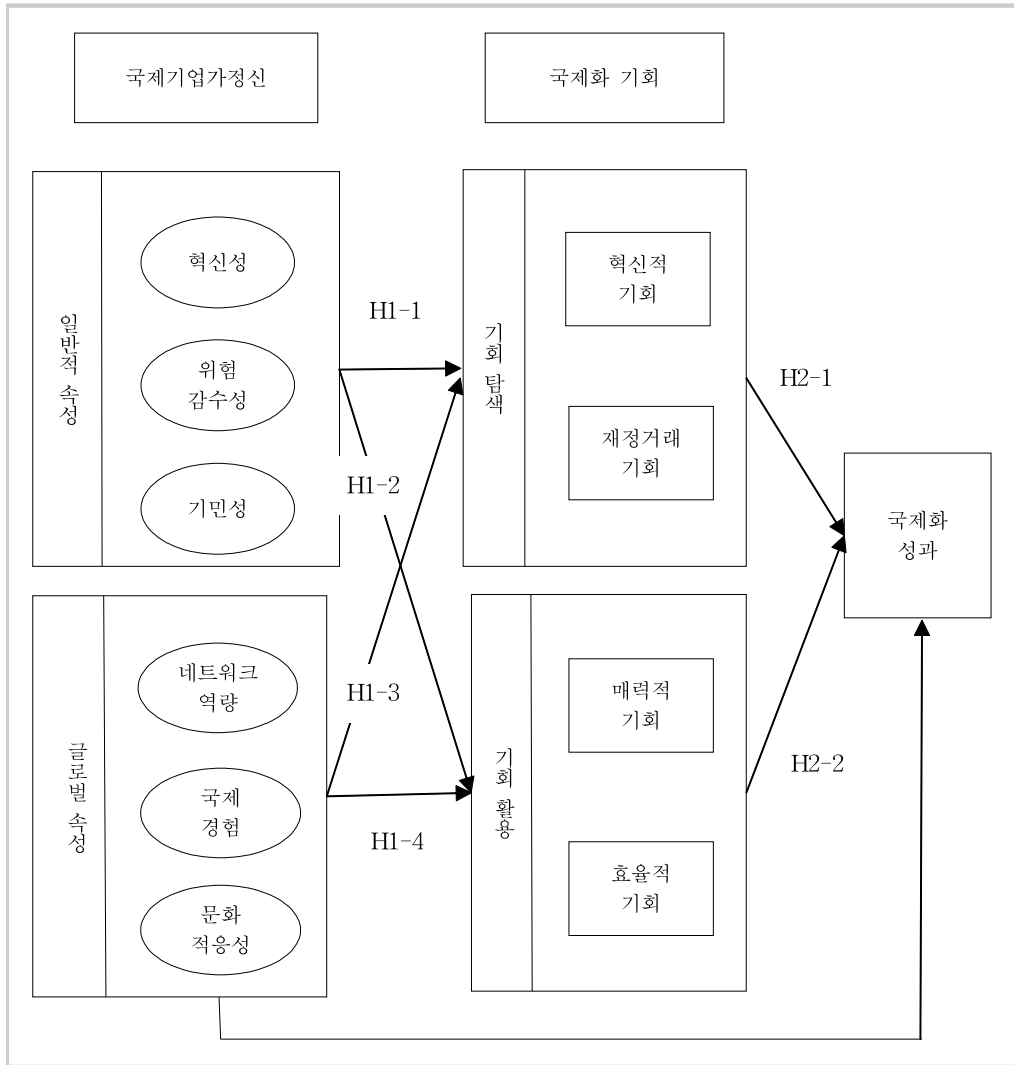 국제기업가정신
국제화 기회
일반적 속성
혁신성
위험
감수성
기민성
H1-1
H1-2
기회 탐색
혁신적
기회
재정거래
기회
H2-1
국제화
성과
글로벌 속성
네트워크
역량
국제
경험
문화
적응성
H1-3
H1-4
기회 활용
매력적
기회
효율적
기회
H2-2